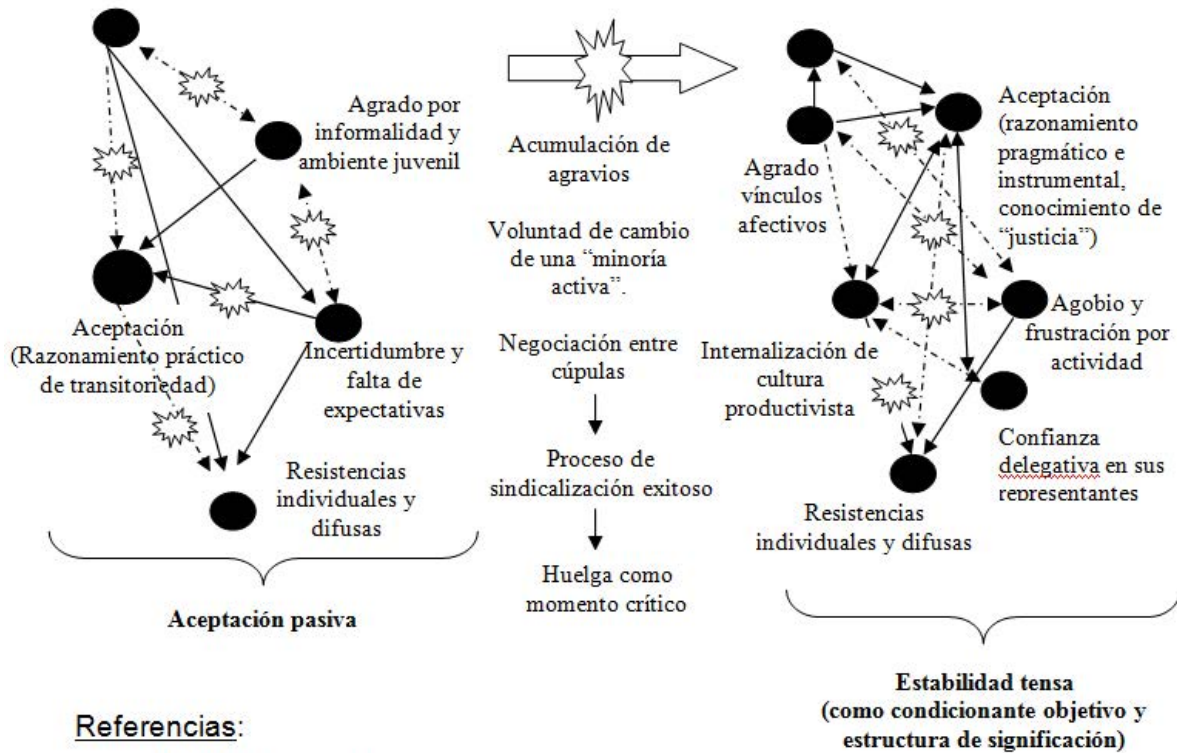 Agrado por
informalidad y
ambiente juvenil
Aceptación
(Razonamiento práctico
de transitoriedad)
Incertidumbre y
falta de
expectativas
Resistencias
individuales y
difusas
Aceptación pasiva
Acumulación de
agravios
Voluntad de cambio
de una “minoría
activa”.
Negociación entre
cúpulas
Proceso de
sindicalización exitoso
Huelga como
momento crítico
Agrado
vínculos
afectivos
Aceptación
(razonamiento
pragmático e
instrumental,
conocimiento de
“justicia”)
Internalización de
cultura
productivista
Agobio y
frustración por
actividad
Confianza
delegativa en sus
representantes
Resistencias
individuales y difusas
Estabilidad tensa
(como condicionante objetivo y
estructura de significación)
Referencias: